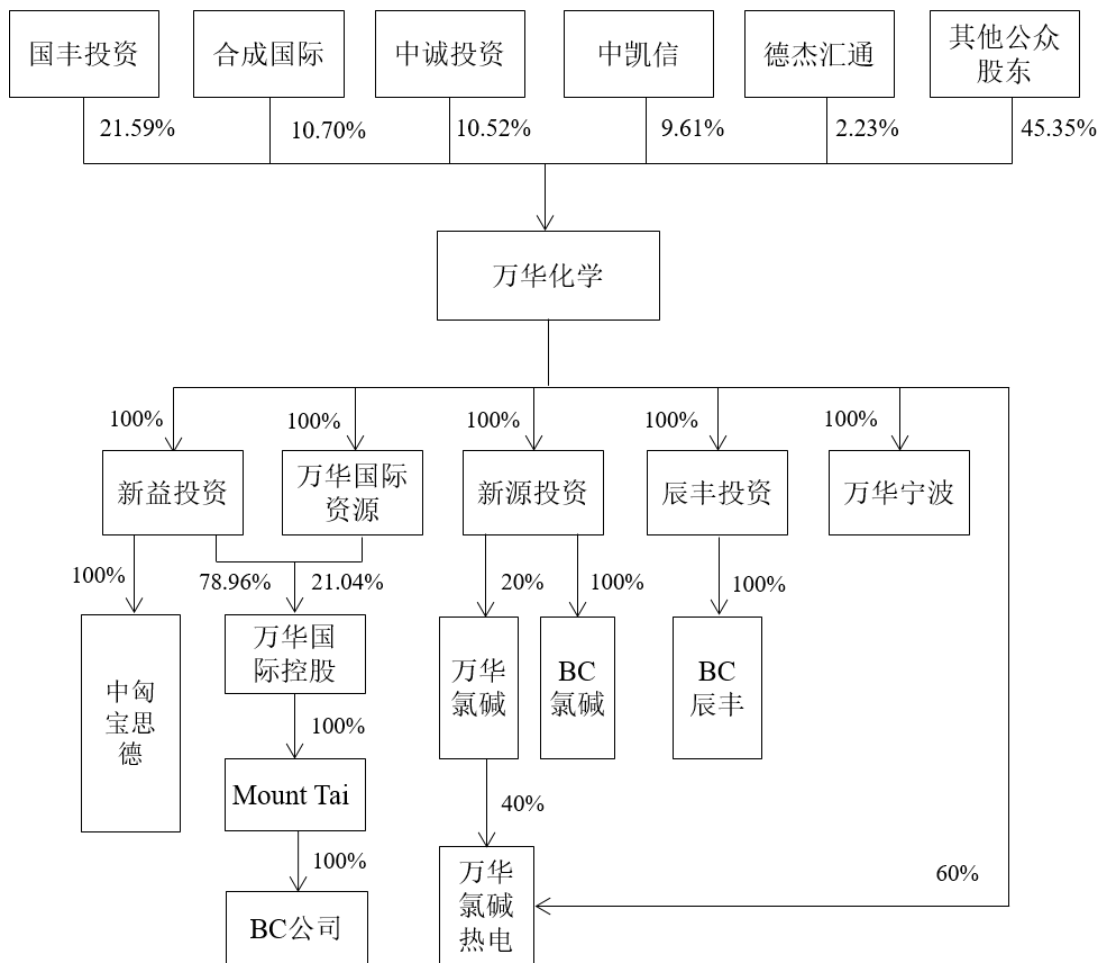 国丰投资
合成国际
中诚投资
中凯信
德杰汇通
其他公众
股东
21.59%
10.70%
10.52%
9.61%
2.23%
45.35%
万华化学
100%
100%
100%
100%
100%
新益投资
万华国际
资源
新源投资
辰丰投资
万华宁波
100%
78.96%
21.04%
20%
100%
100%
中匈
宝思
德
万华国
际控股
万华
氯碱
BC
氯碱
BC
辰丰
100%
Mount Tai
40%
100%
60%
BC公司
万华
氯碱
热电